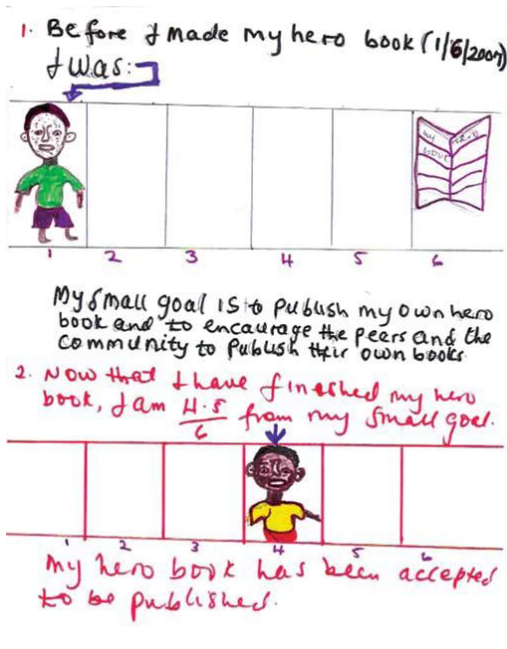 1. Before I made my hero book (1/6/2007)
I was:
1 2 3 4 5 6
My small goal is to publish my own hero
book and to encourage the peers and the
community to publish their own books
2. Now that I have finished my hero
book, I am 4.5/6 from my small goal.
1 2 3 4 5 6
My hero book has been accepted
to be published.